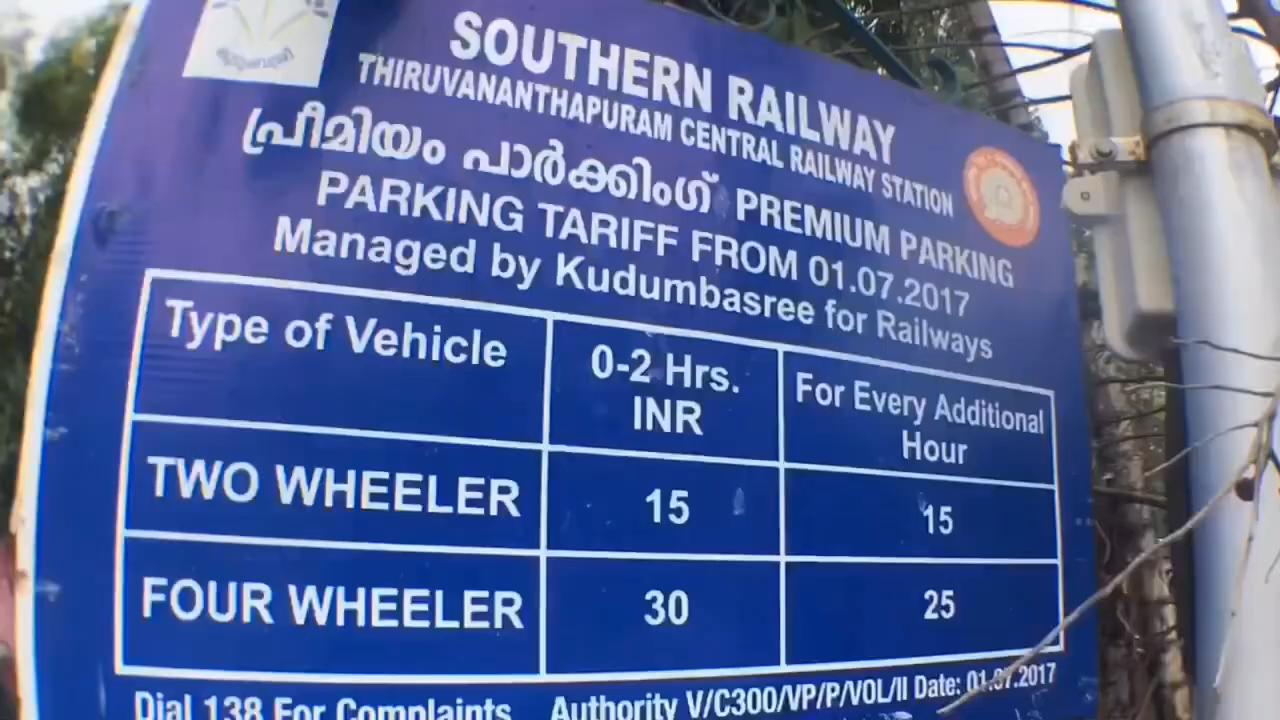 SOUTHERN RAILWAY
THIRUVANANTHAPURAM CENTRAL RAILWAY STATION
പ്രീമിയം പാർക്കിംഗ് PREMIUM PARKING
PARKING TARIFF FROM 01.07.2017
Managed by Kudumbasree for Railways
Type of Vehicle 0-2 Hrs. INR For Every Additional Hour
TWO WHEELER 15 15
FOUR WHEELER 30 25
Dial 138 For Complaints Authority V/C300/VP/P/VOL/II Date: 01.07.2017